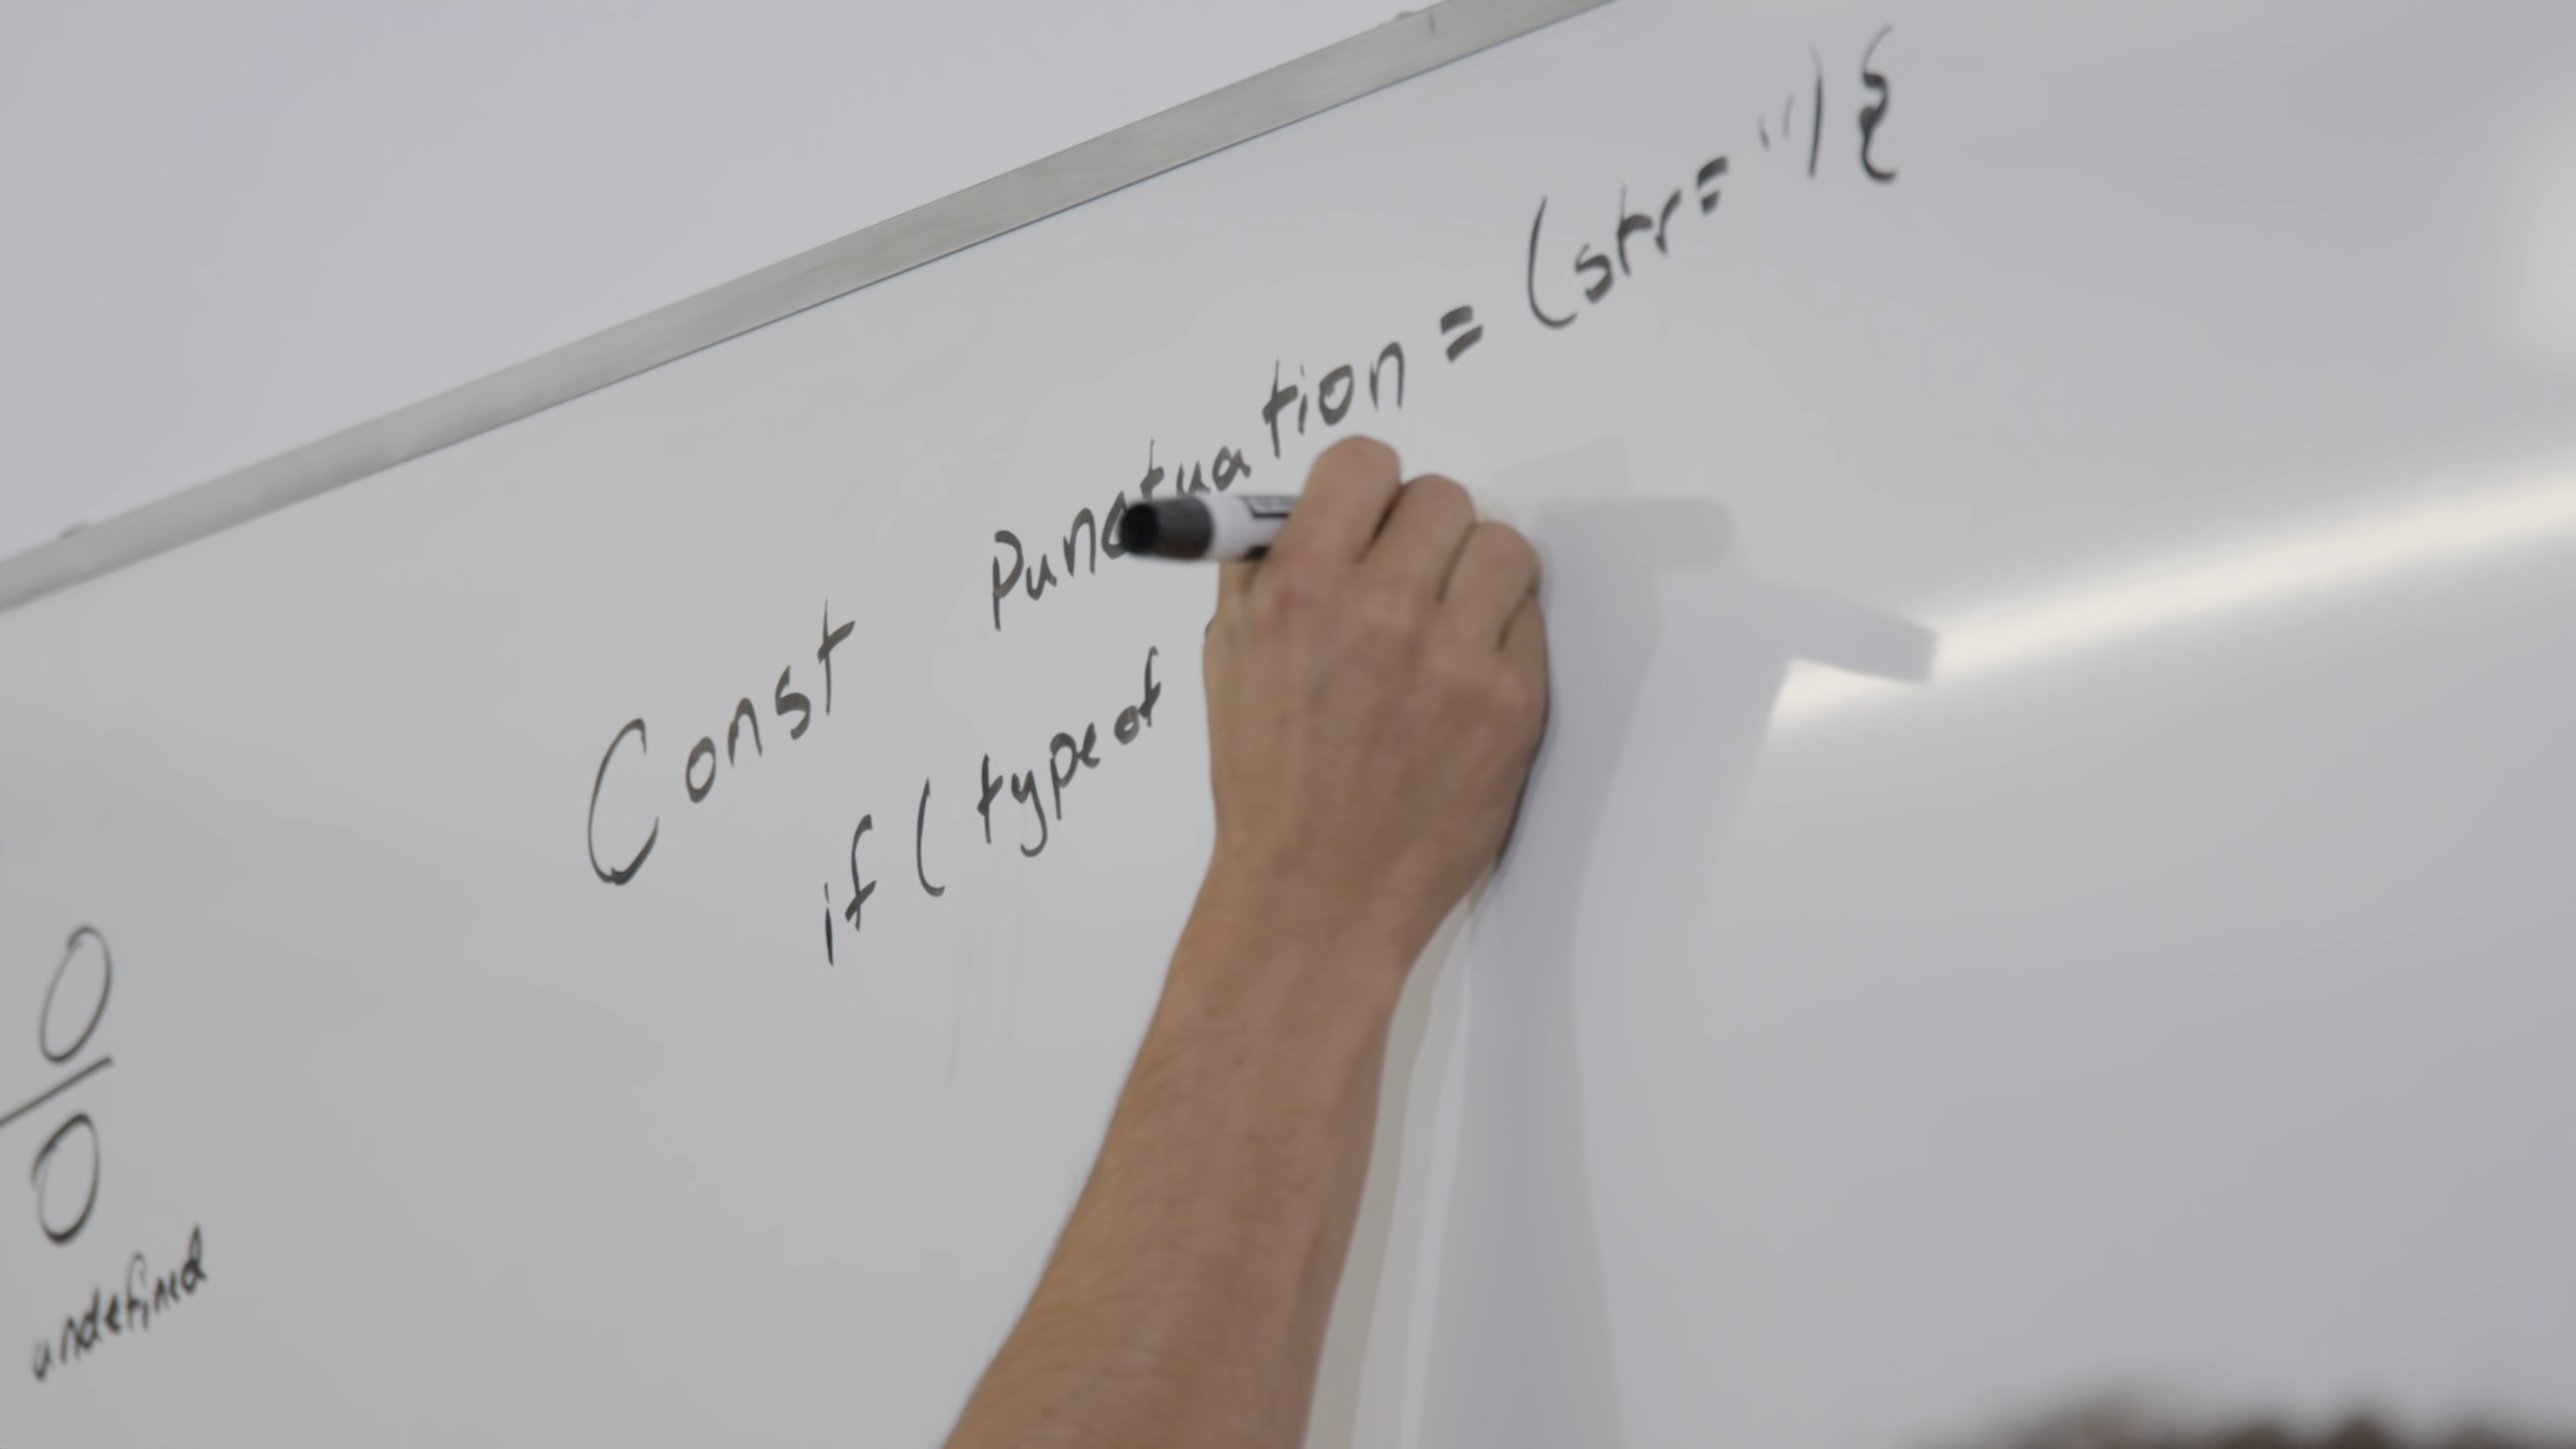 Const Punctuation = (str = '') {
if ( typeof
0
0
undefined